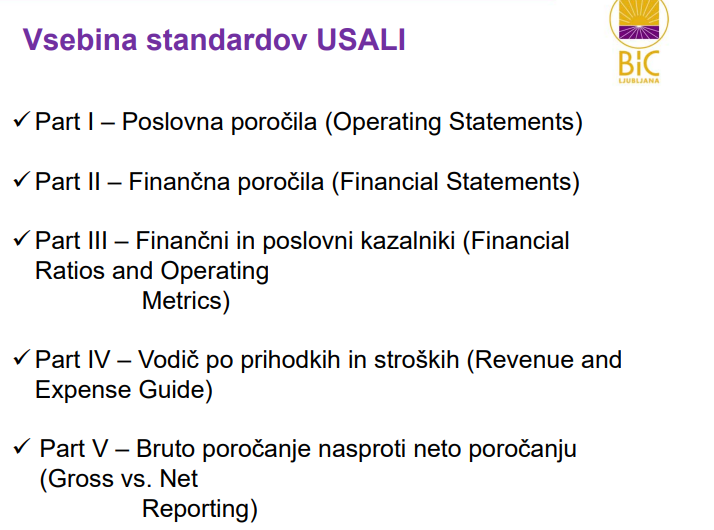 Vsebina standardov USALI
BiC
LJUBLJANA
✓ Part I – Poslovna poročila (Operating Statements)
✓ Part II – Finančna poročila (Financial Statements)
✓ Part III – Finančni in poslovni kazalniki (Financial
Ratios and Operating
Metrics)
✓ Part IV – Vodič po prihodkih in stroških (Revenue and
Expense Guide)
✓ Part V – Bruto poročanje nasproti neto poročanju
(Gross vs. Net
Reporting)